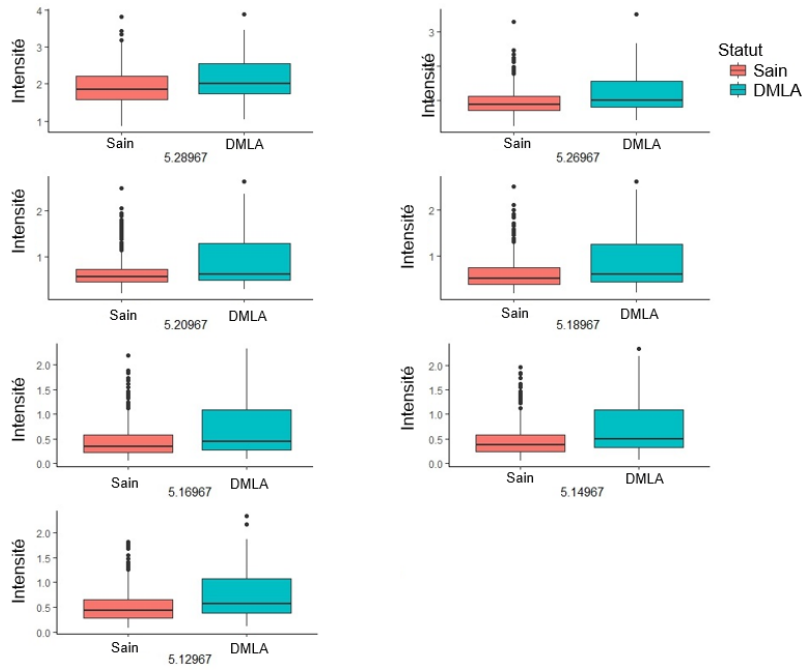 Intensité
4
3
2
1
Sain DMLA
5.28967
Intensité
3
Sain DMLA
5.26967
Statut
Sain
DMLA
Intensité
2
1
Sain DMLA
5.20967
Intensité
2
1
Sain DMLA
5.18967
Intensité
2.0
1.5
1.0
0.5
0.0
Sain DMLA
5.16967
Intensité
2.0
1.5
1.0
0.5
0.0
Sain DMLA
5.14967
Intensité
2.0
1.5
1.0
0.5
0.0
Sain DMLA
5.12967